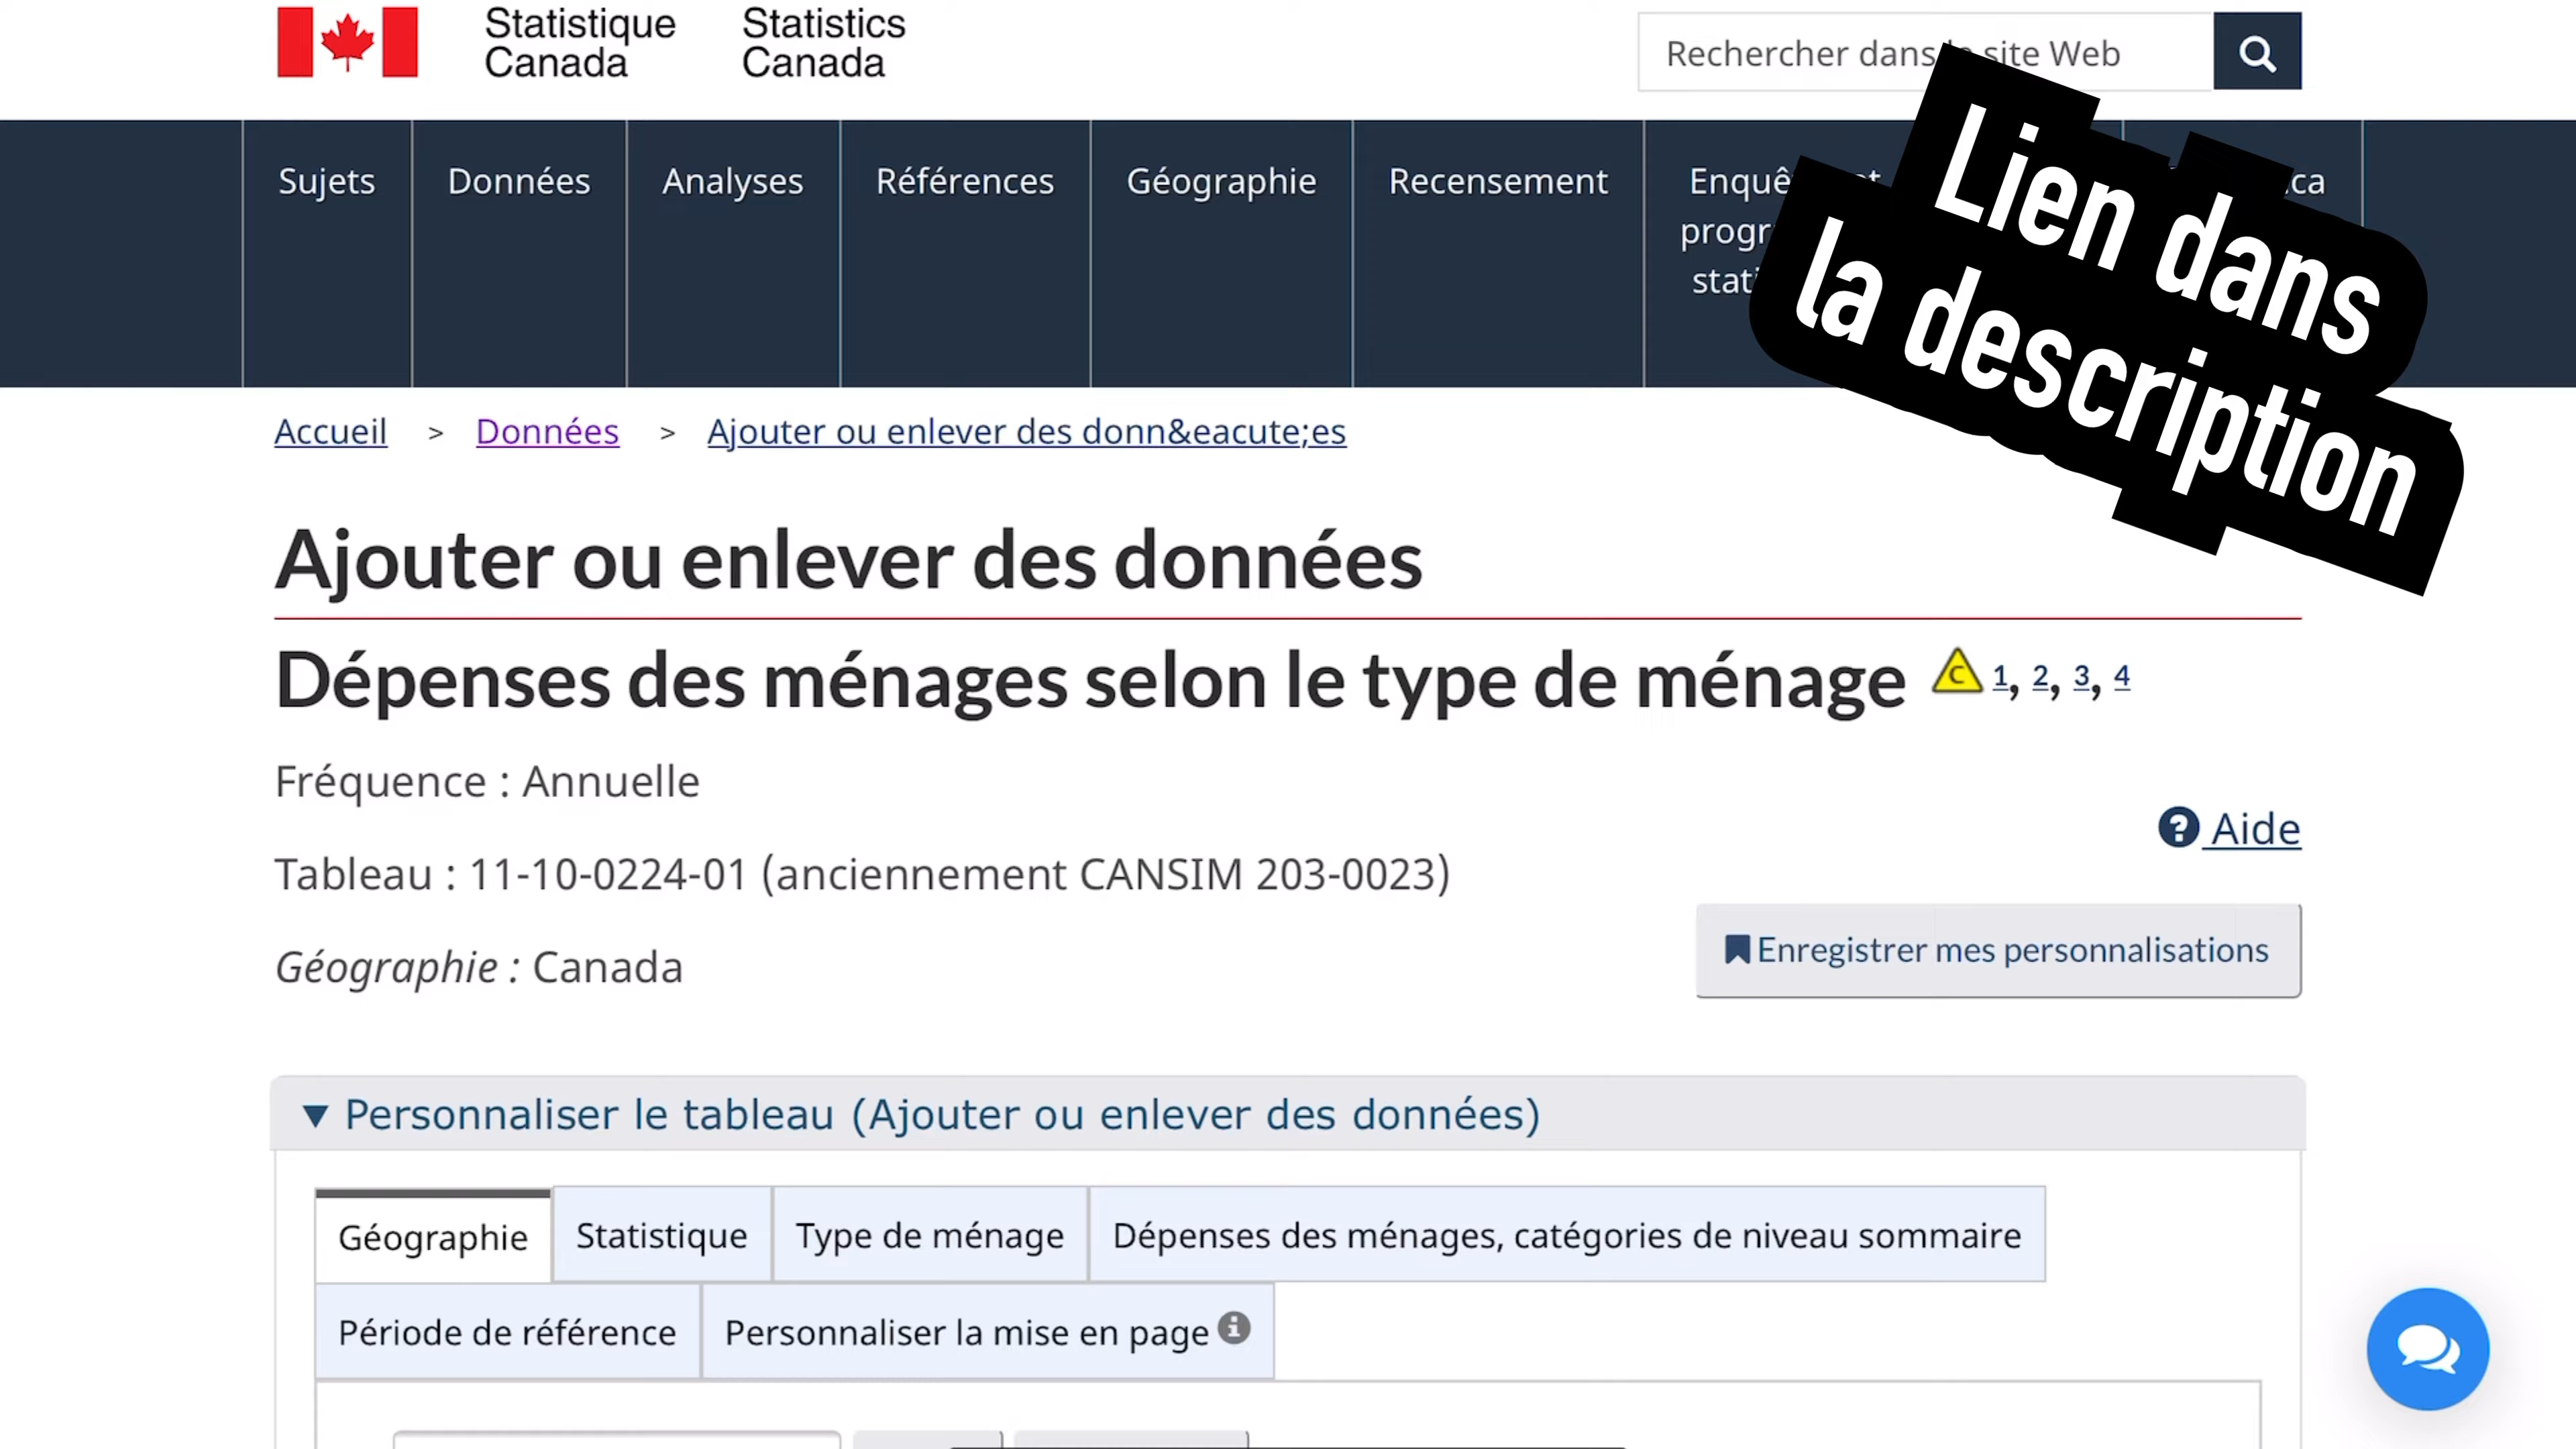 Statistique
Canada
Statistics
Canada
Rechercher dans site Web
Sujets
Données
Analyses
Références
Géographie
Recensement
Lien dans
la description
Accueil > Données > Ajouter ou enlever des donn&eacute;es
Ajouter ou enlever des données
Dépenses des ménages selon le type de ménage C 1, 2, 3, 4
Fréquence : Annuelle
Aide
Tableau : 11-10-0224-01 (anciennement CANSIM 203-0023)
Enregistrer mes personnalisations
Géographie : Canada
Personnaliser le tableau (Ajouter ou enlever des données)
Géographie
Statistique
Type de ménage
Dépenses des ménages, catégories de niveau sommaire
Période de référence
Personnaliser la mise en page